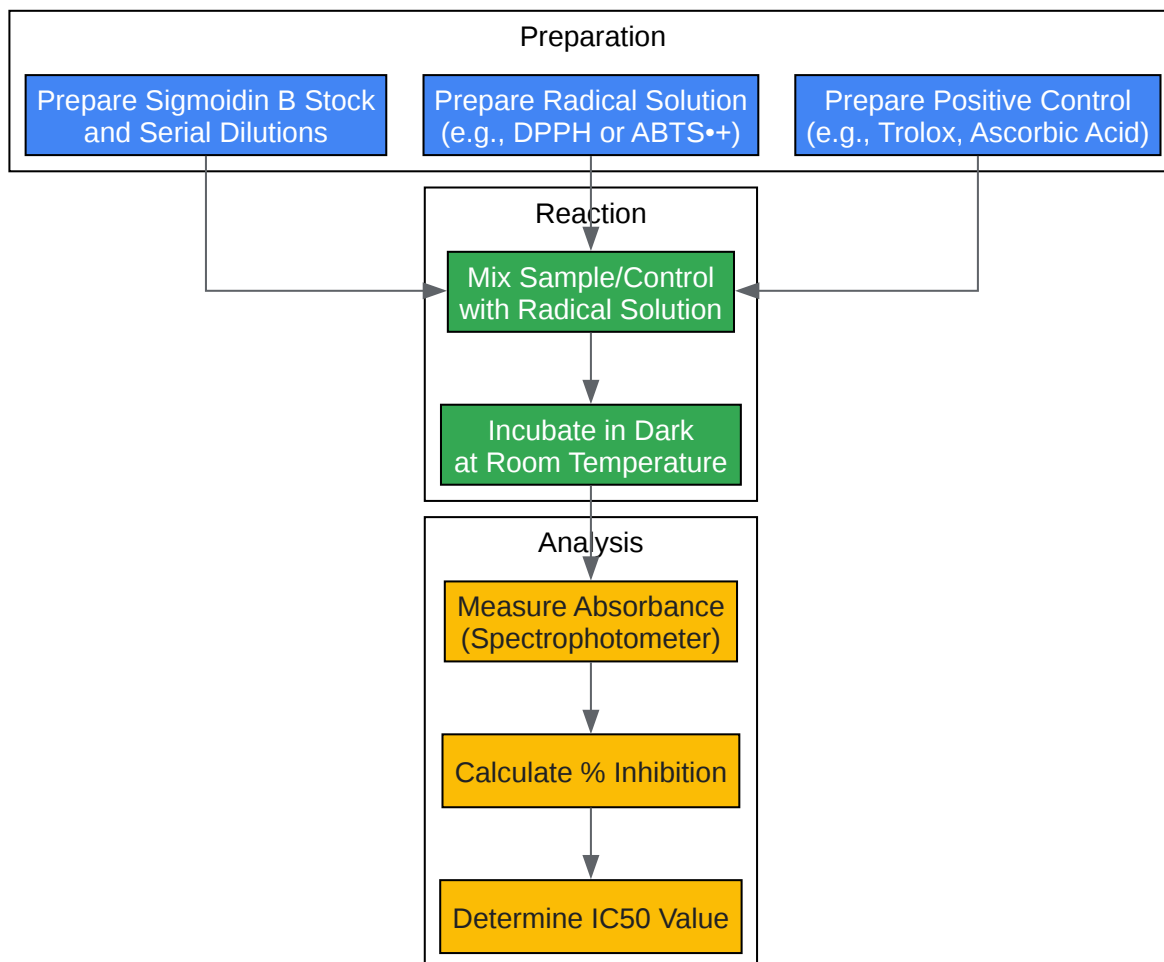 Preparation
Prepare Sigmoidin B Stock
and Serial Dilutions
Prepare Radical Solution
(e.g., DPPH or ABTS•+)
Prepare Positive Control
(e.g., Trolox, Ascorbic Acid)
Reaction
Mix Sample/Control
with Radical Solution
Incubate in Dark
at Room Temperature
Analysis
Measure Absorbance
(Spectrophotometer)
Calculate % Inhibition
Determine IC50 Value